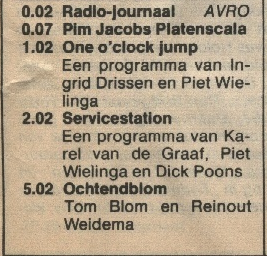 0.02 Radio-journaal AVRO
0.07 Pim Jacobs Platenscala
1.02 One o'clock jump
Een programma van In-
grid Drissen en Piet Wie-
linga
2.02 Servicestation
Een programma van Ka-
rel van de Graaf, Piet
Wielinga en Dick Poons
5.02 Ochtendblom
Tom Blom en Reinout
Weidema